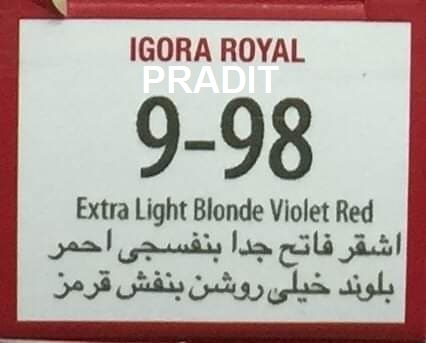 IGORA ROYAL
PRADIT
9-98
Extra Light Blonde Violet Red
اشقر فاتح جدا بنفسجى احمر
بلوند خیلی روشن بنفش قرمز